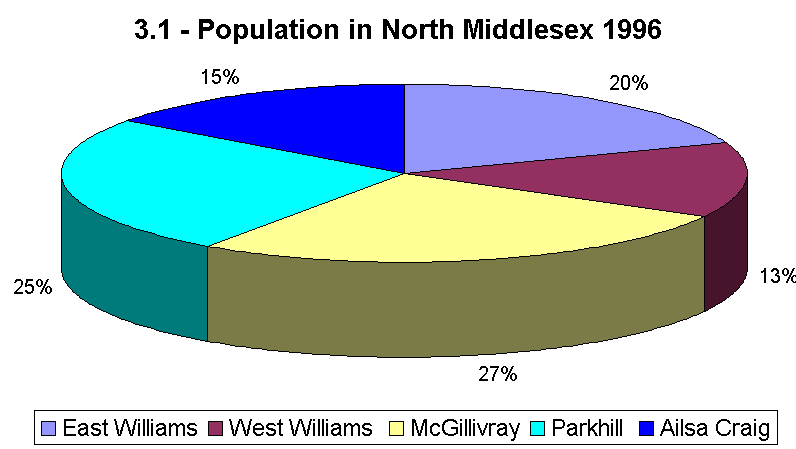 3.1 - Population in North Middlesex 1996
15%
20%
25%
13%
27%
East Williams West Williams McGillivray Parkhill Ailsa Craig